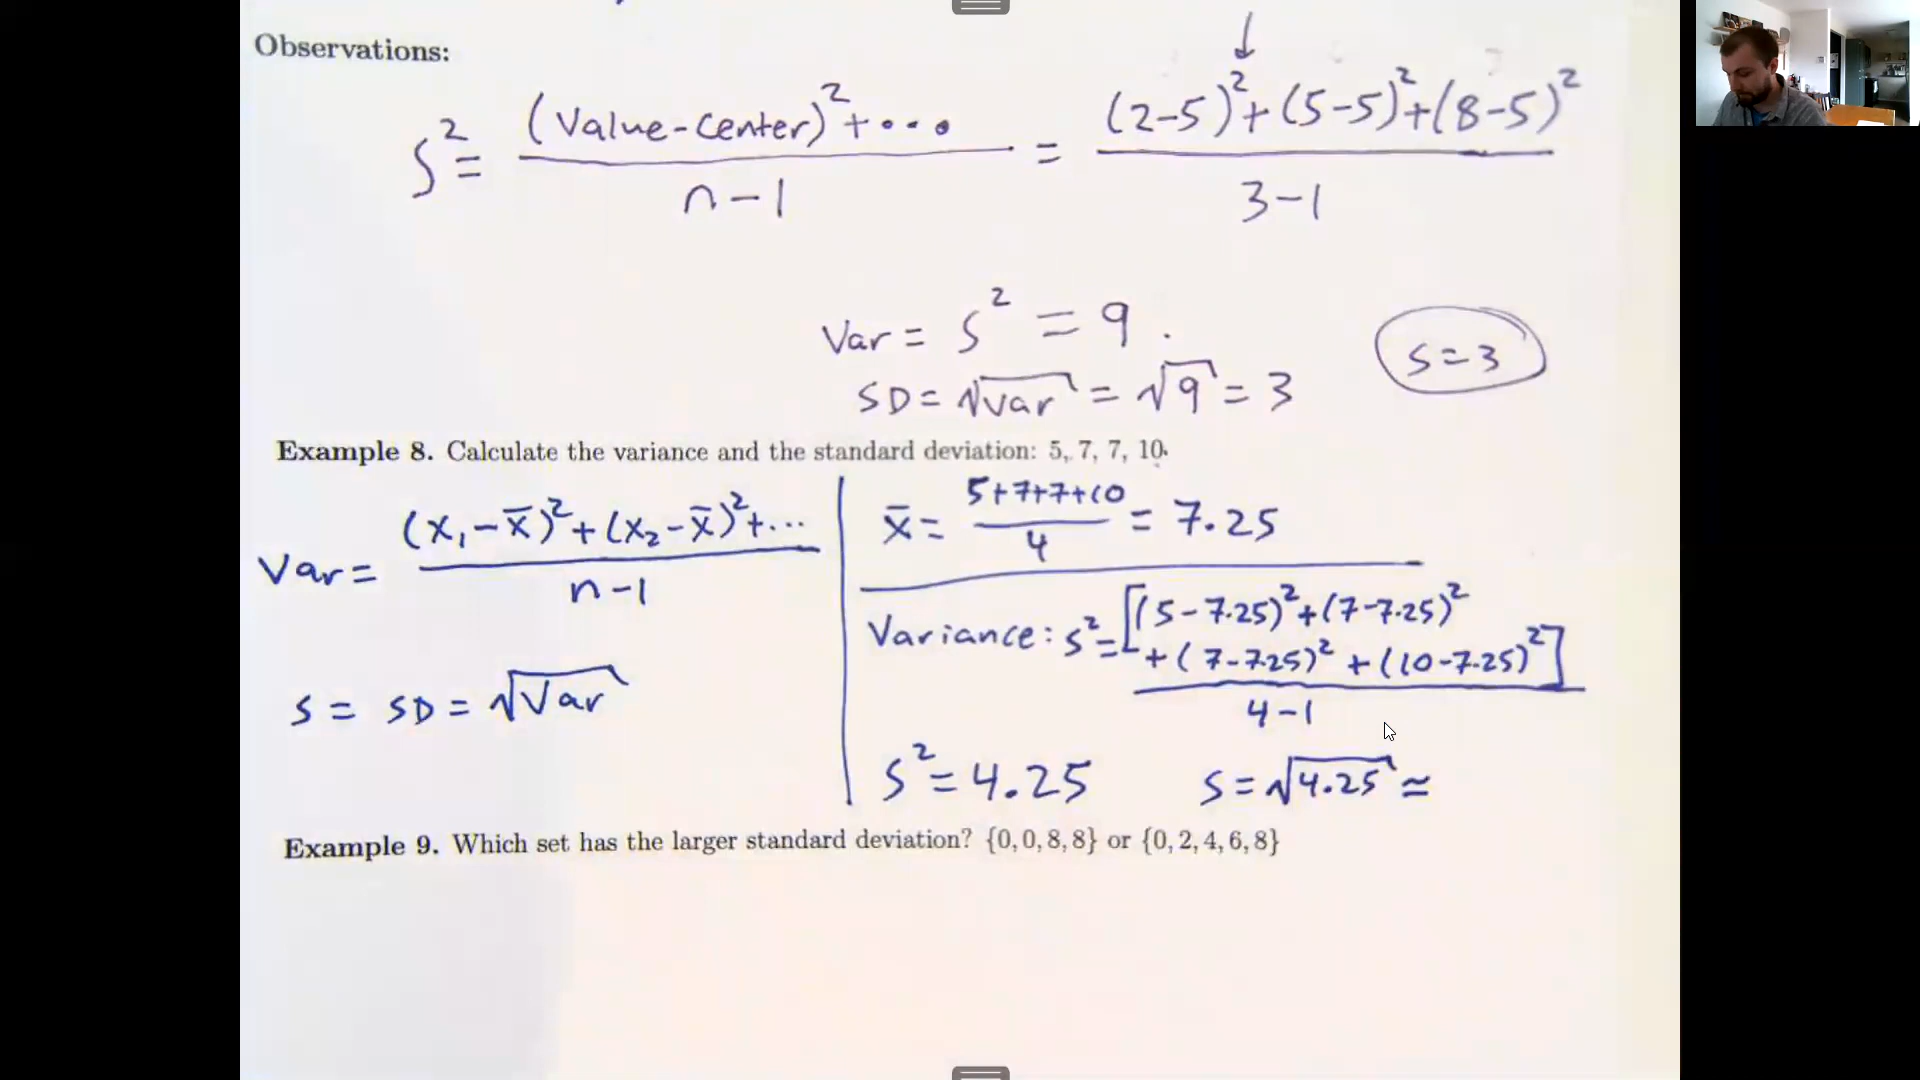 Observations:
s² = (Value-center)² + ... / n-1 = (2-5)² + (5-5)² + (8-5)² / 3-1
Var = s² = 9.
SD = √var = √9 = 3
s=3
Example 8. Calculate the variance and the standard deviation: 5, 7, 7, 10.
Var = (x₁-x̄)² + (x₂-x̄)² + ... / n-1
s = SD = √Var
x̄ = 5+7+7+10 / 4 = 7.25
Variance: s² = [(5-7.25)² + (7-7.25)²
+ (7-7.25)² + (10-7.25)²]
4-1
s² = 4.25
s = √4.25 ≃
Example 9. Which set has the larger standard deviation? {0, 0, 8, 8} or {0, 2, 4, 6, 8}